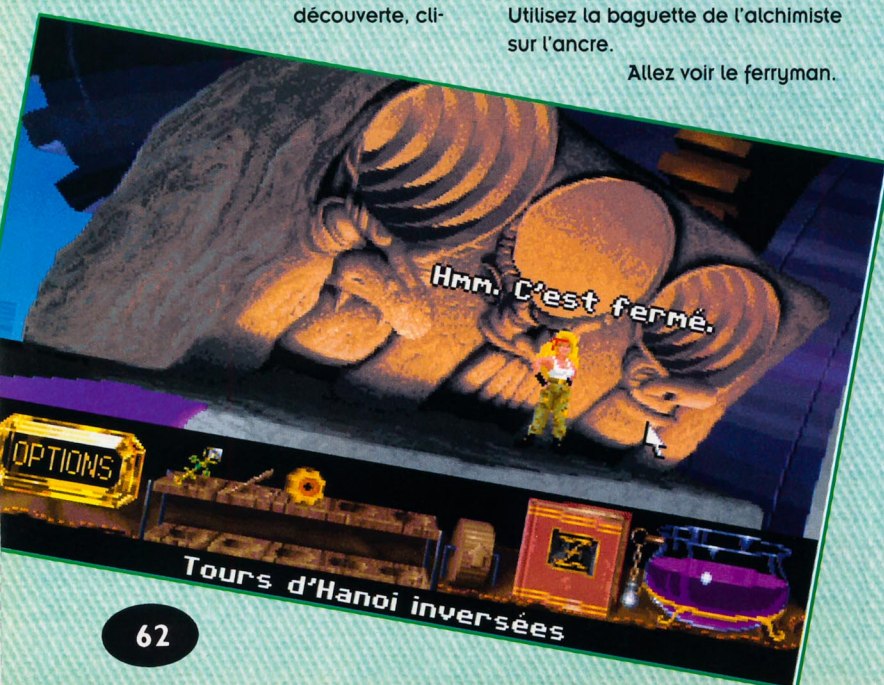 découverte, cli-
Utilisez la baguette de l'alchimiste
sur l'ancre.
Allez voir le ferryman.
Hmm. C'est fermé.
OPTIONS
Tours d'Hanoi inversées
62